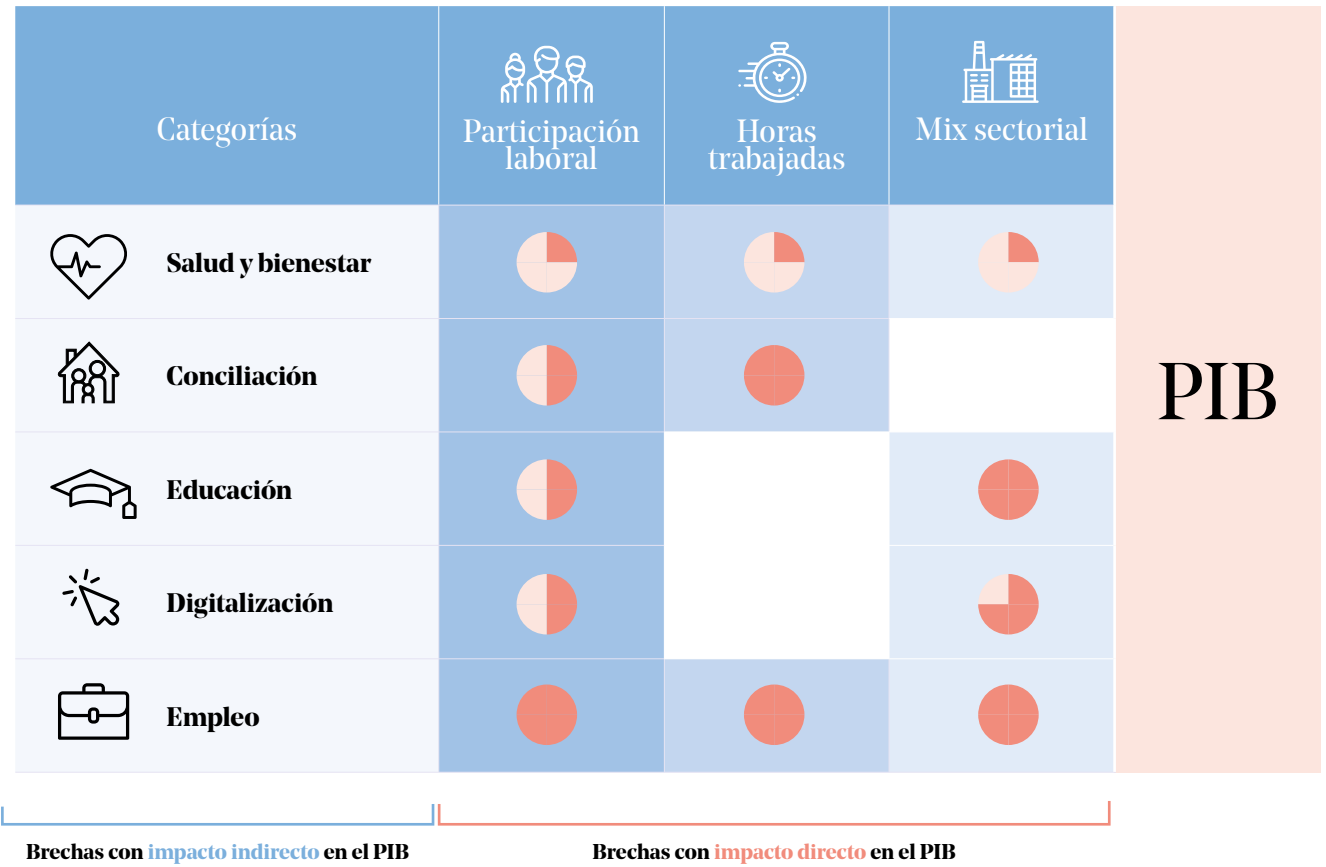 Categorías
Participación
laboral
Horas
trabajadas
Mix sectorial
Salud y bienestar
Conciliación
PIB
Educación
Digitalización
Empleo
Brechas con impacto indirecto en el PIB
Brechas con impacto directo en el PIB